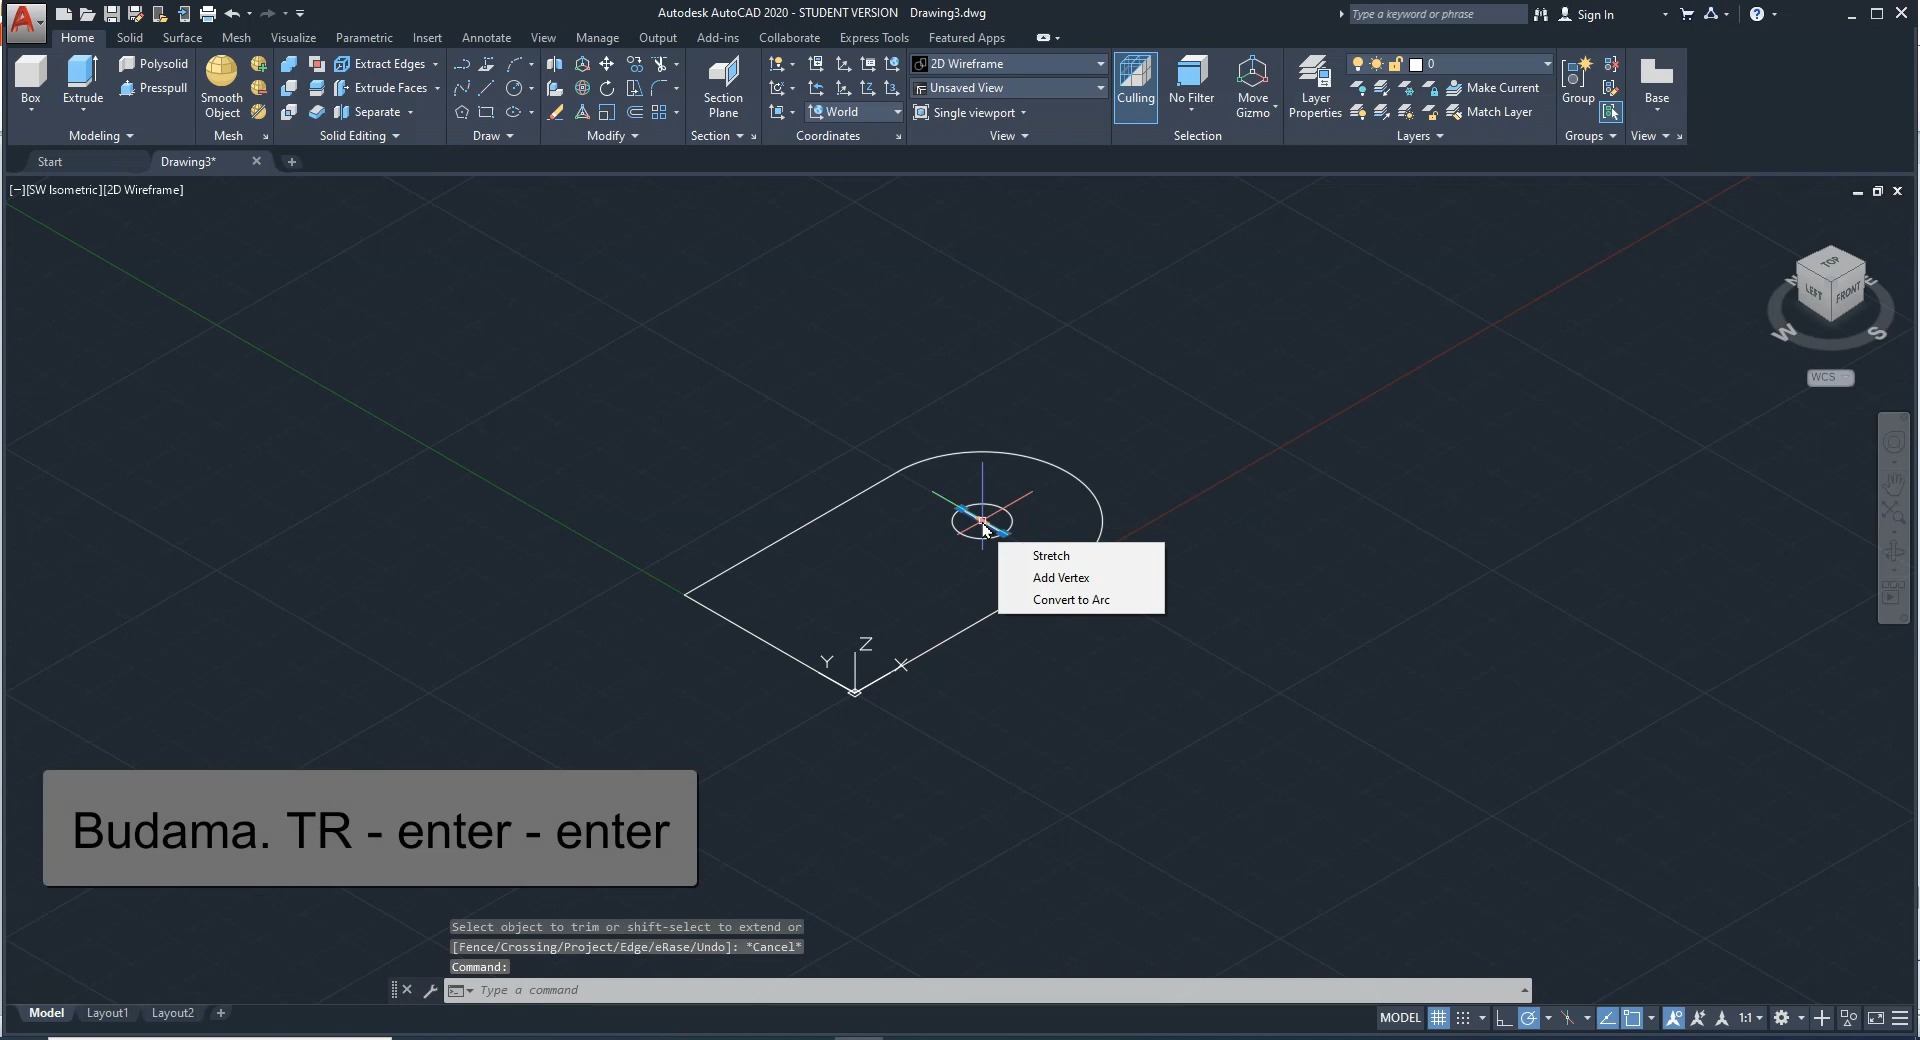 Autodesk AutoCAD 2020 - STUDENT VERSION Drawing3.dwg
Type a keyword or phrase
Sign In
Home Solid Surface Mesh Visualize Parametric Insert Annotate View Manage Output Add-ins Collaborate Express Tools Featured Apps
Polysolid
Extract Edges
2D Wireframe
0
Box
Extrude
Presspull
Smooth
Object
Extrude Faces
Section
Plane
Unsaved View
Culling
No Filter
Move
Gizmo
Layer
Properties
Make Current
Group
Base
Separate
World
Single viewport
Match Layer
Modeling Mesh Solid Editing Draw Modify Section Coordinates View Selection Layers Groups View
Start
Drawing3*
[−][SW Isometric][2D Wireframe]
TOP
LEFT
FRONT
W
S
WCS
Stretch
Add Vertex
Convert to Arc
Z
Y
X
Budama. TR - enter - enter
Select object to trim or shift-select to extend or
[Fence/Crossing/Project/Edge/eRase/Undo]: *Cancel*
Command:
Type a command
Model Layout1 Layout2
MODEL
1:1